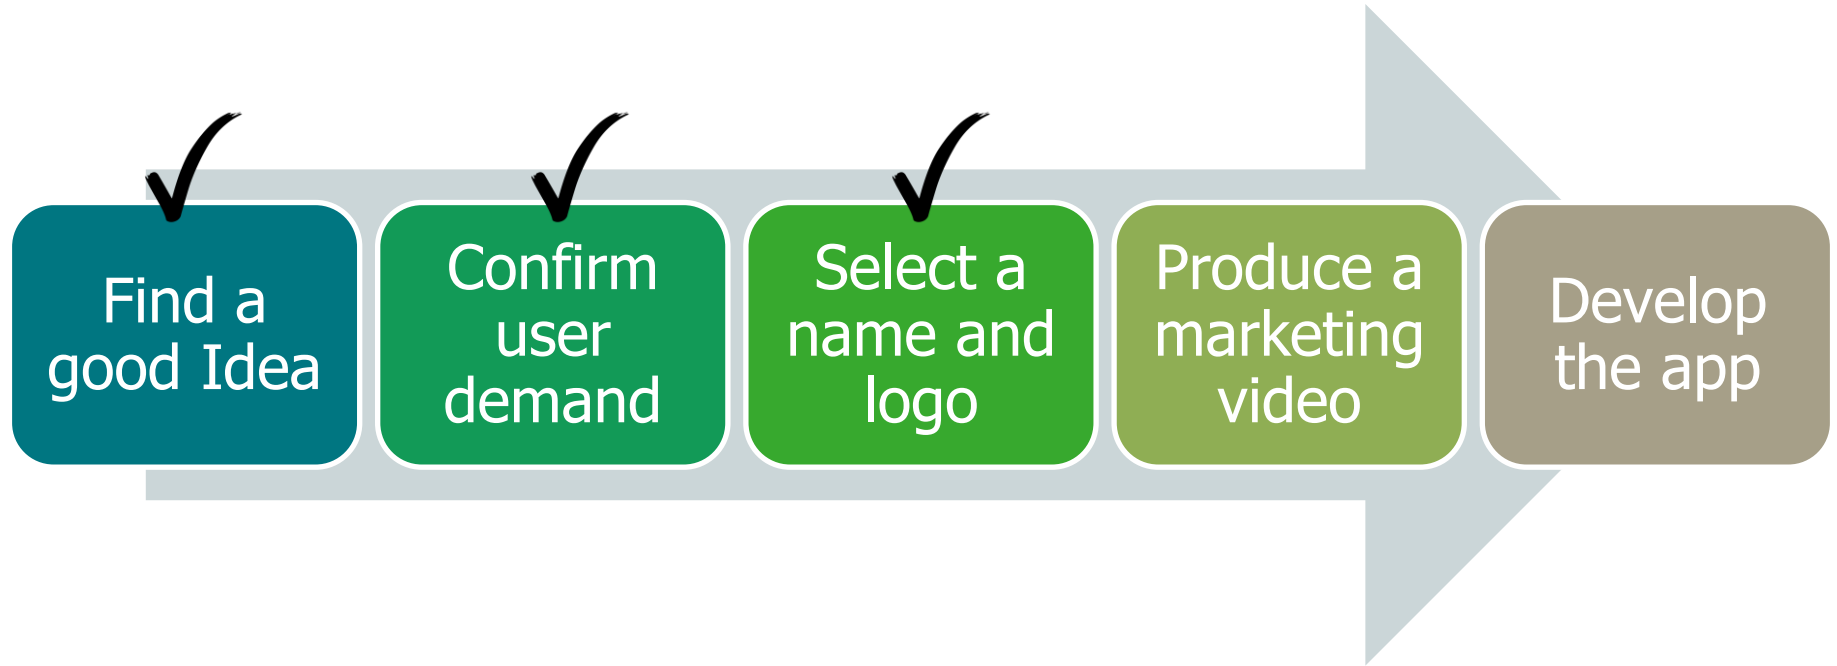 Find a
good Idea
Confirm
user
demand
Select a
name and
logo
Produce a
marketing
video
Develop
the app